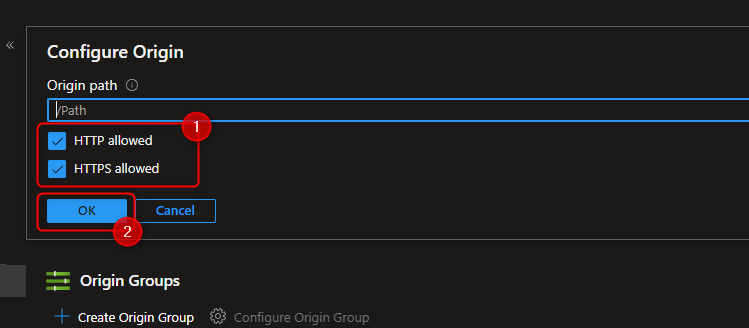 «
Configure Origin
Origin path
/Path
1
HTTP allowed
HTTPS allowed
OK Cancel
2
Origin Groups
Create Origin Group Configure Origin Group